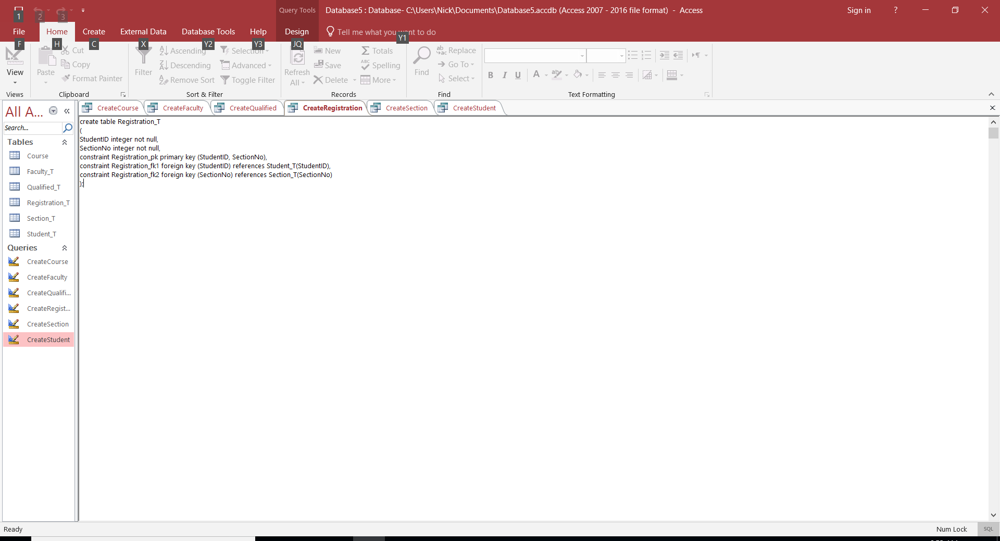 Query Tools
Database5 : Database- C:\Users\Nick\Documents\Database5.accdb (Access 2007 - 2016 file format) - Access
Sign in
?
1
2
3
File
Home
Create
External Data
Database Tools
Help
Design
Tell me what you want to do
F
H
C
X
Y2
Y3
JQ
Y1
View
Paste
Cut
Copy
Format Painter
Filter
Ascending
Descending
Remove Sort
Selection
Advanced
Toggle Filter
Refresh
All
New
Save
Delete
Totals
Spelling
More
Find
Replace
Go To
Select
B I U A
Views
Clipboard
Sort & Filter
Records
Find
Text Formatting
All A...
Search...
Tables
Course
Faculty_T
Qualified_T
Registration_T
Section_T
Student_T
Queries
CreateCourse
CreateFaculty
CreateQualifi...
CreateRegist...
CreateSection
CreateStudent
CreateCourse
CreateFaculty
CreateQualified
CreateRegistration
CreateSection
CreateStudent
create table Registration_T
(
StudentID integer not null,
SectionNo integer not null,
constraint Registration_pk primary key (StudentID, SectionNo),
constraint Registration_fk1 foreign key (StudentID) references Student_T(StudentID),
constraint Registration_fk2 foreign key (SectionNo) references Section_T(SectionNo)
);
Ready
Num Lock
SQL